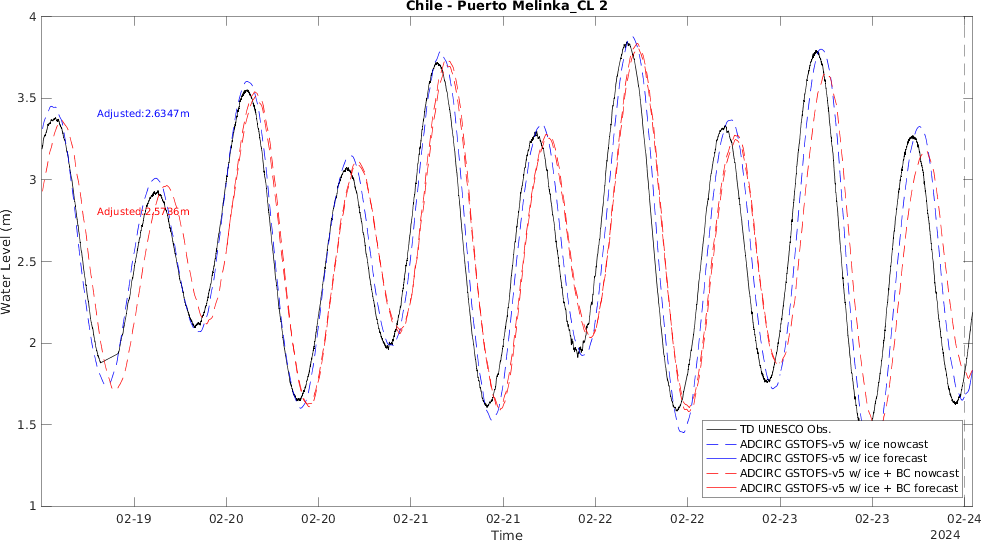 Chile - Puerto Melinka_CL 2
4
3.5
3
2.5
2
1.5
1
Water Level (m)
Adjusted:2.6347m
Adjusted:2.5736m
TD UNESCO Obs.
ADCIRC GSTOFS-v5 w/ ice nowcast
ADCIRC GSTOFS-v5 w/ ice forecast
ADCIRC GSTOFS-v5 w/ ice + BC nowcast
ADCIRC GSTOFS-v5 w/ ice + BC forecast
02-19 02-20 02-20 02-21 02-21 02-22 02-22 02-23 02-23 02-24
Time 2024